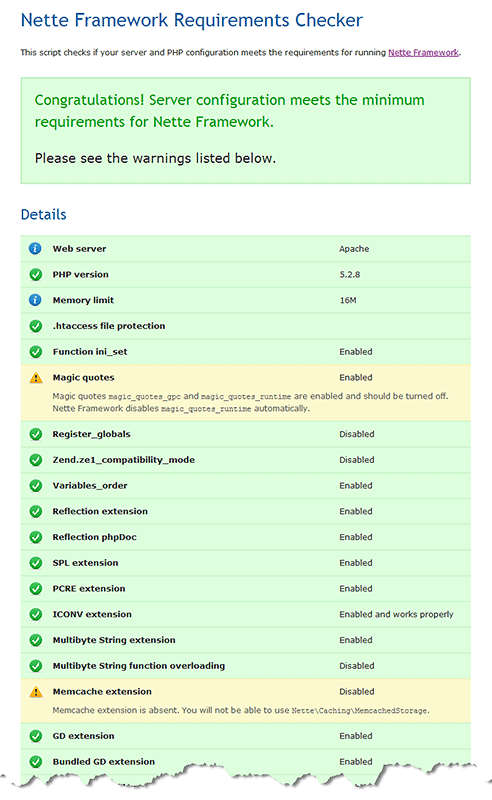 Nette Framework Requirements Checker
This script checks if your server and PHP configuration meets the requirements for running Nette Framework.
Congratulations! Server configuration meets the minimum
requirements for Nette Framework.
Please see the warnings listed below.
Details
Web server Apache
PHP version 5.2.8
Memory limit 16M
.htaccess file protection
Function ini_set Enabled
Magic quotes Enabled
Magic quotes magic_quotes_gpc and magic_quotes_runtime are enabled and should be turned off.
Nette Framework disables magic_quotes_runtime automatically.
Register_globals Disabled
Zend.ze1_compatibility_mode Disabled
Variables_order Enabled
Reflection extension Enabled
Reflection phpDoc Enabled
SPL extension Enabled
PCRE extension Enabled
ICONV extension Enabled and works properly
Multibyte String extension Enabled
Multibyte String function overloading Disabled
Memcache extension Disabled
Memcache extension is absent. You will not be able to use Nette\Caching\MemcachedStorage.
GD extension Enabled
Bundled GD extension Enabled